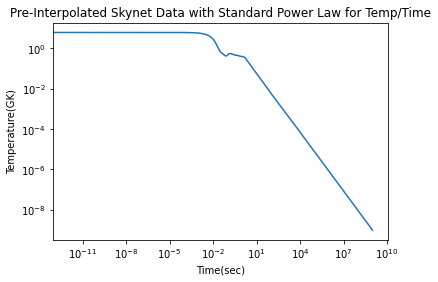 Pre-Interpolated Skynet Data with Standard Power Law for Temp/Time
Temperature(GK)
10⁰
10⁻²
10⁻⁴
10⁻⁶
10⁻⁸
10⁻¹¹ 10⁻⁸ 10⁻⁵ 10⁻² 10¹ 10⁴ 10⁷ 10¹⁰
Time(sec)